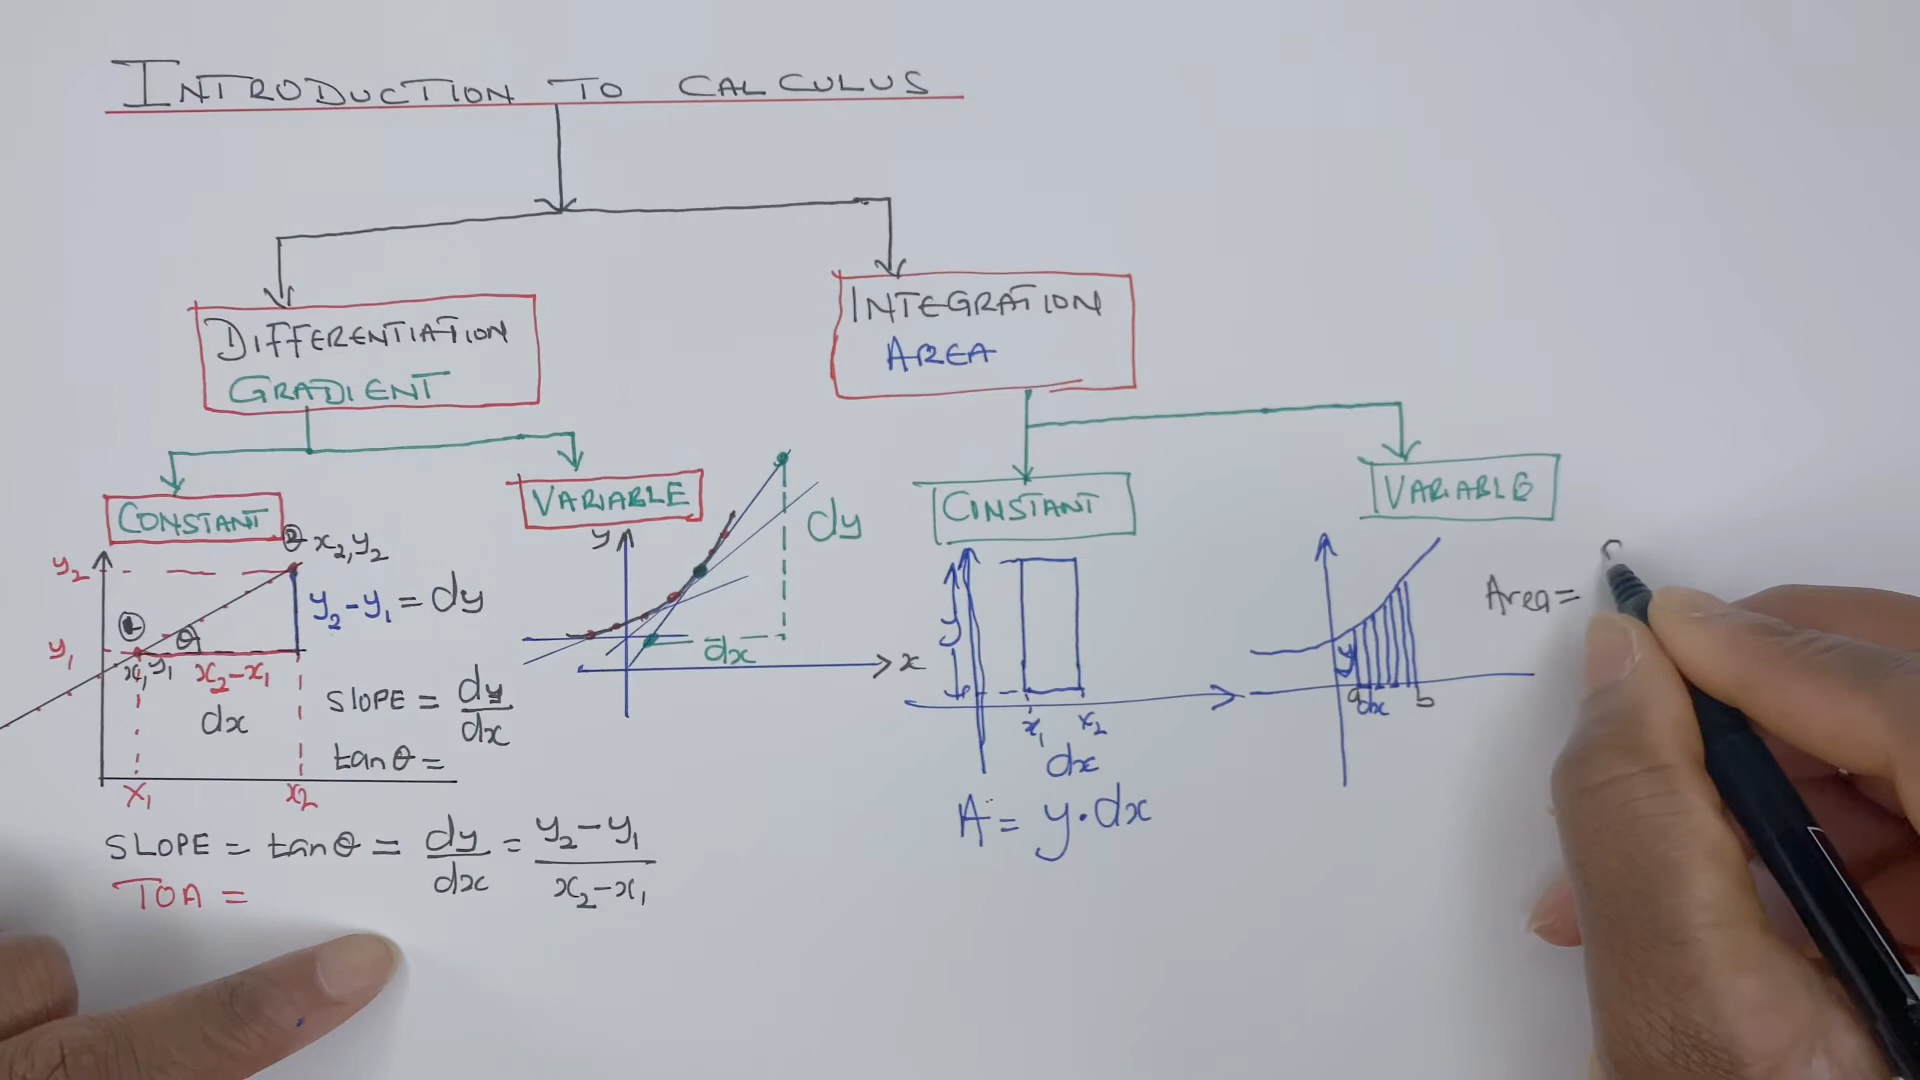 INTRODUCTION TO CALCULUS
DIFFERENTIATION
GRADIENT
INTEGRATION
AREA
CONSTANT
VARIABLE
CONSTANT
VARIABLE
② x₂,y₂
y₂
y₂-y₁ = dy
①
θ
y₁
x₁,y₁
x₂-x₁
dx
x₁
x₂
SLOPE = dy/dx
tanθ =
SLOPE = tanθ = dy/dx = y₂-y₁/x₂-x₁
TOA =
y
dy
dx
x
y
x₁
x₂
dx
A = y·dx
y
a
dx
b
Area=